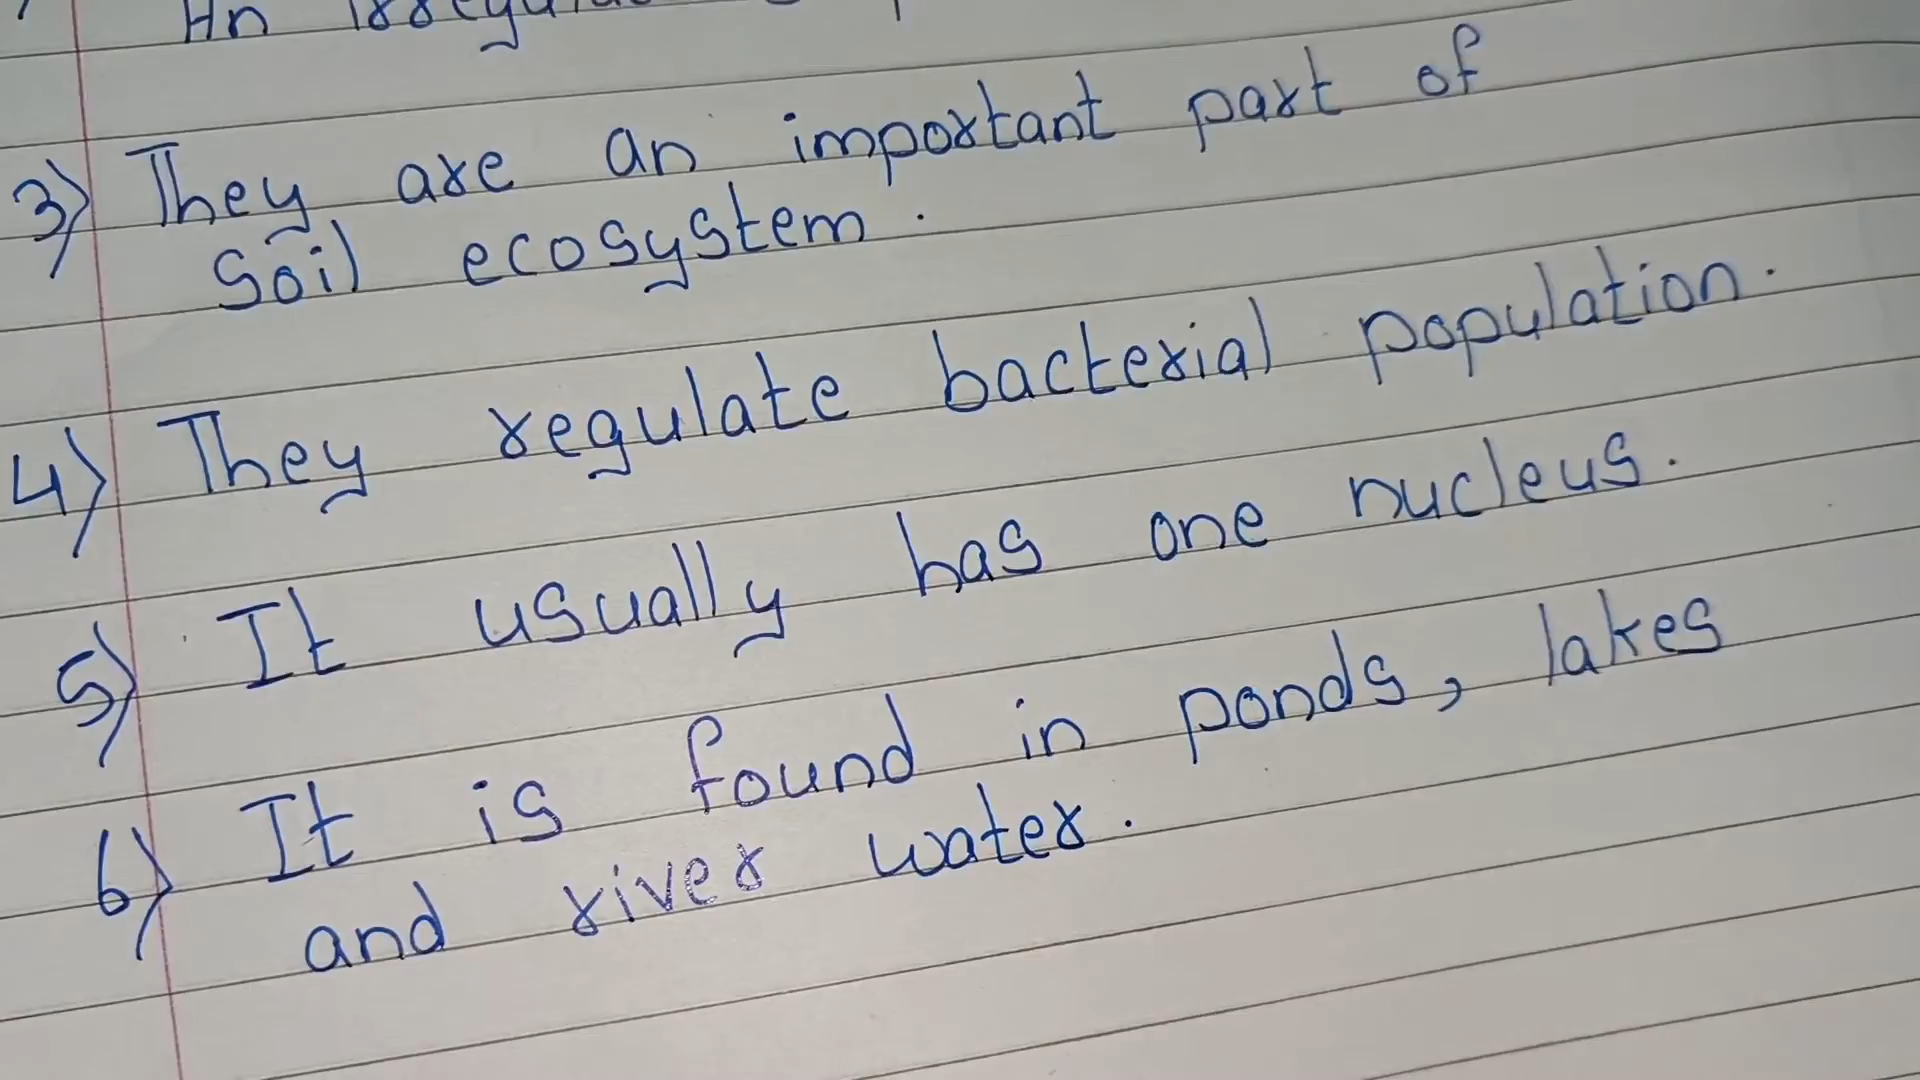 An
3) They are an important part of
Soil ecosystem.
4) They regulate bacterial population.
5) It usually has one nucleus.
6) It is found in ponds, lakes
and river water.